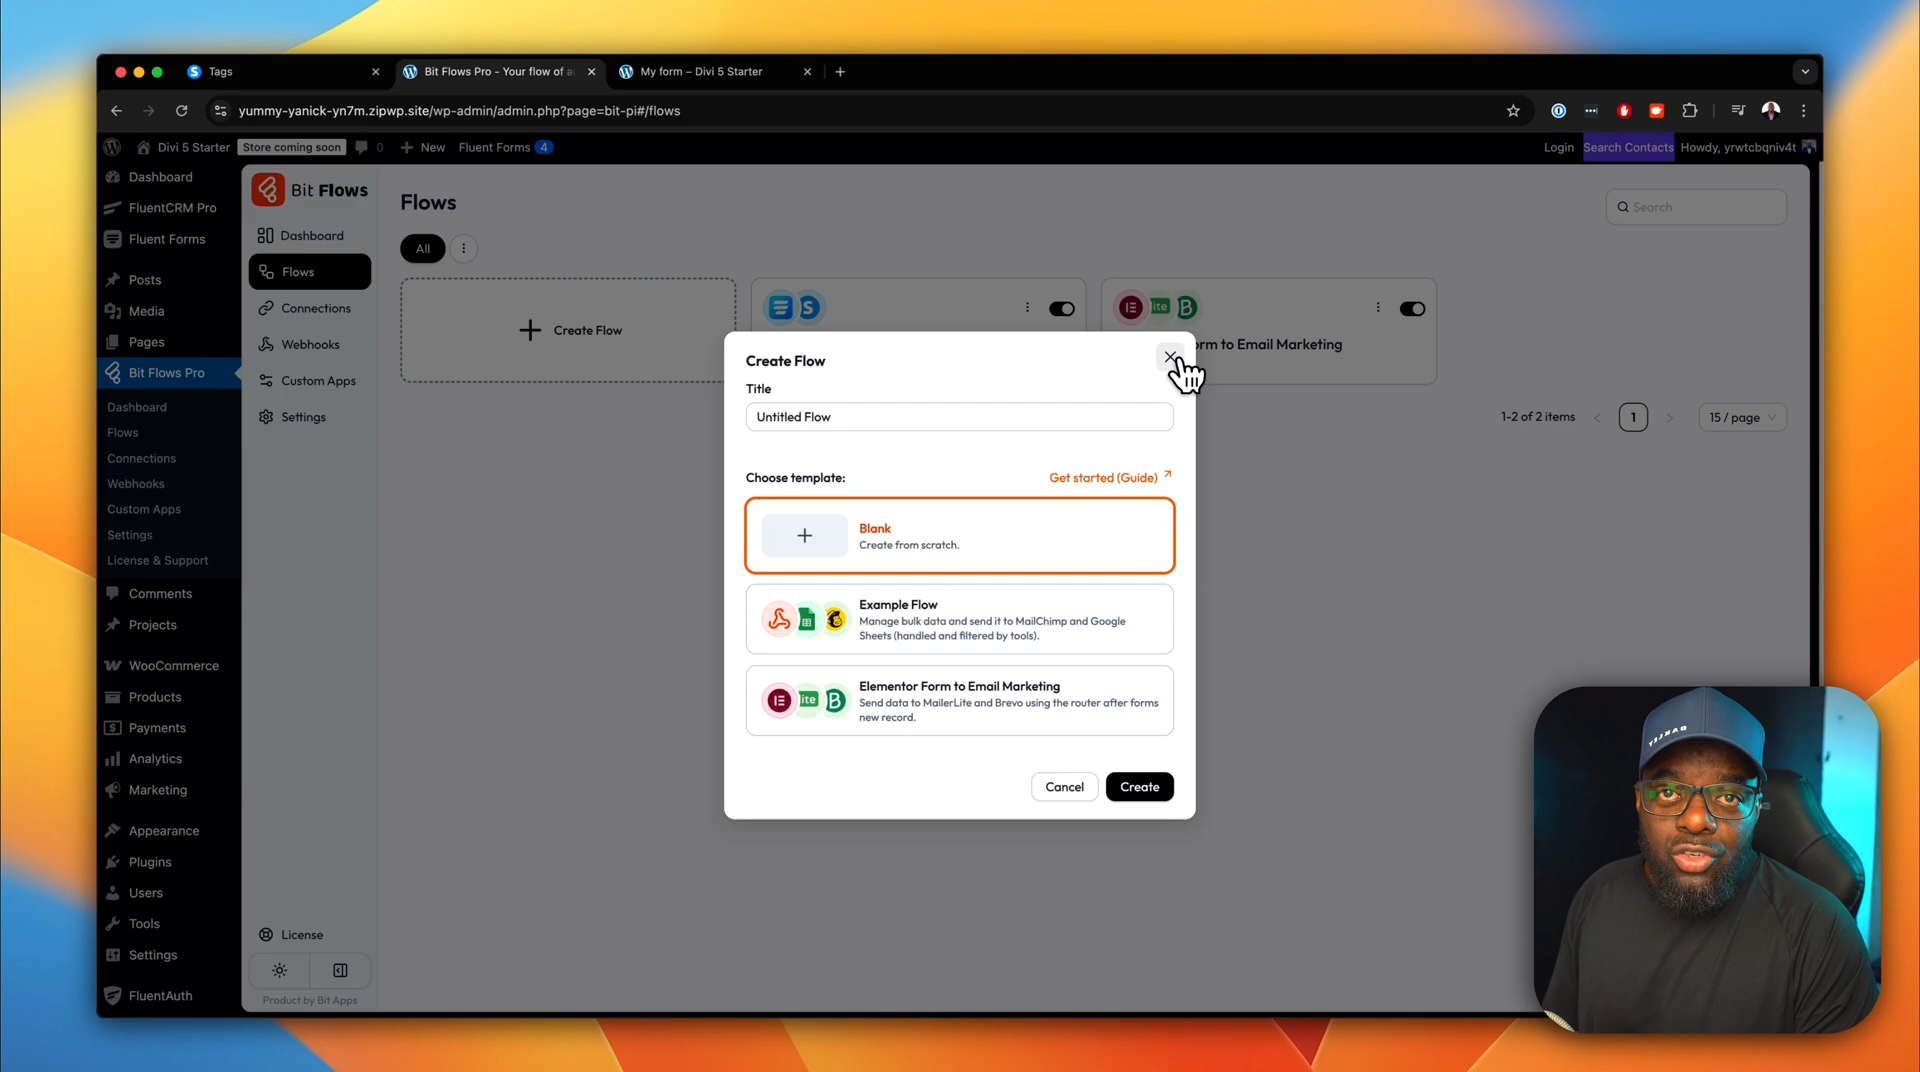 Tags
Bit Flows Pro - Your flow of au
My form – Divi 5 Starter
yummy-yanick-yn7m.zipwp.site/wp-admin/admin.php?page=bit-pi#/flows
Divi 5 Starter
Store coming soon
0
New
Fluent Forms
4
Login
Search Contacts
Howdy, yrwtcbqniv4t
Dashboard
FluentCRM Pro
Fluent Forms
Posts
Media
Pages
Bit Flows Pro
Dashboard
Flows
Connections
Webhooks
Custom Apps
Settings
License & Support
Comments
Projects
WooCommerce
Products
Payments
Analytics
Marketing
Appearance
Plugins
Users
Tools
Settings
FluentAuth
Bit Flows
Dashboard
Flows
Connections
Webhooks
Custom Apps
Settings
License
Product by Bit Apps
Flows
Search
All
Create Flow
S
lite
B
rm to Email Marketing
1-2 of 2 items
1
15 / page
Create Flow
Title
Untitled Flow
Choose template:
Get started (Guide)
Blank
Create from scratch.
Example Flow
Manage bulk data and send it to MailChimp and Google
Sheets (handled and filtered by tools).
Elementor Form to Email Marketing
Send data to MailerLite and Brevo using the router after forms
new record.
lite
B
Cancel
Create